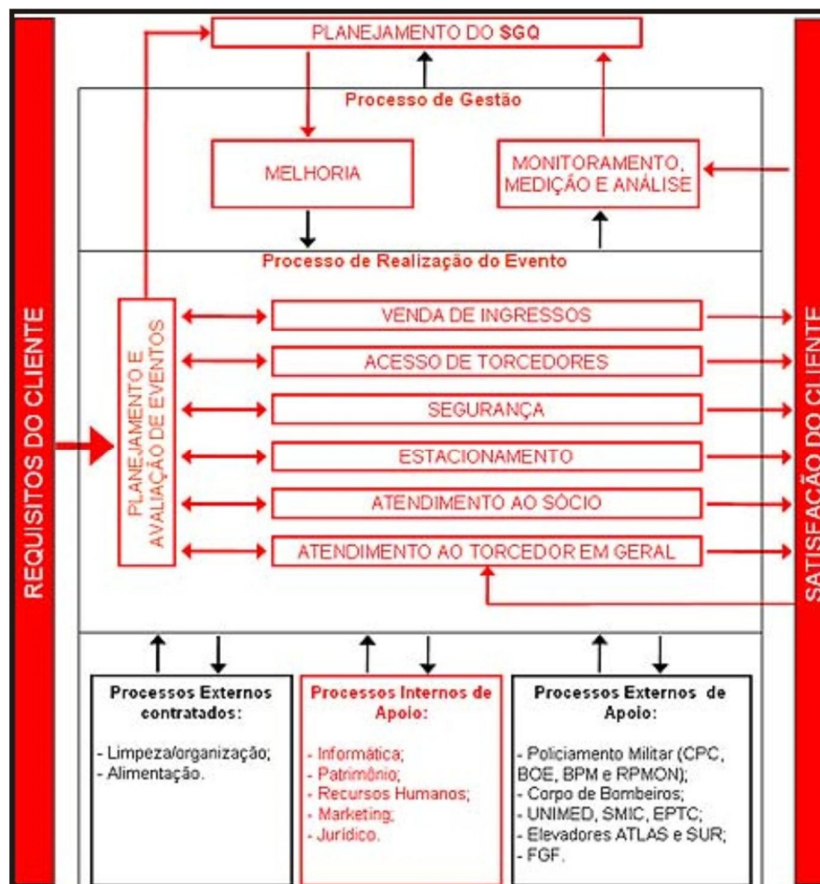 PLANEJAMENTO DO SGQ
Processo de Gestão
MELHORIA
MONITORAMENTO,
MEDIÇÃO E ANÁLISE
Processo de Realização do Evento
REQUISITOS DO CLIENTE
PLANEJAMENTO E
AVALIAÇÃO DE EVENTOS
VENDA DE INGRESSOS
ACESSO DE TORCEDORES
SEGURANÇA
ESTACIONAMENTO
ATENDIMENTO AO SÓCIO
ATENDIMENTO AO TORCEDOR EM GERAL
SATISFAÇÃO DO CLIENTE
Processos Externos
contratados:
- Limpeza/organização;
- Alimentação.
Processos Internos de
Apoio:
- Informática;
- Patrimônio;
- Recursos Humanos;
- Marketing;
- Jurídico.
Processos Externos de
Apoio:
- Policiamento Militar (CPC,
BOE, BPM e RPMON);
- Corpo de Bombeiros;
- UNIMED, SMIC, EPTC;
- Elevadores ATLAS e SUR;
- FGF.